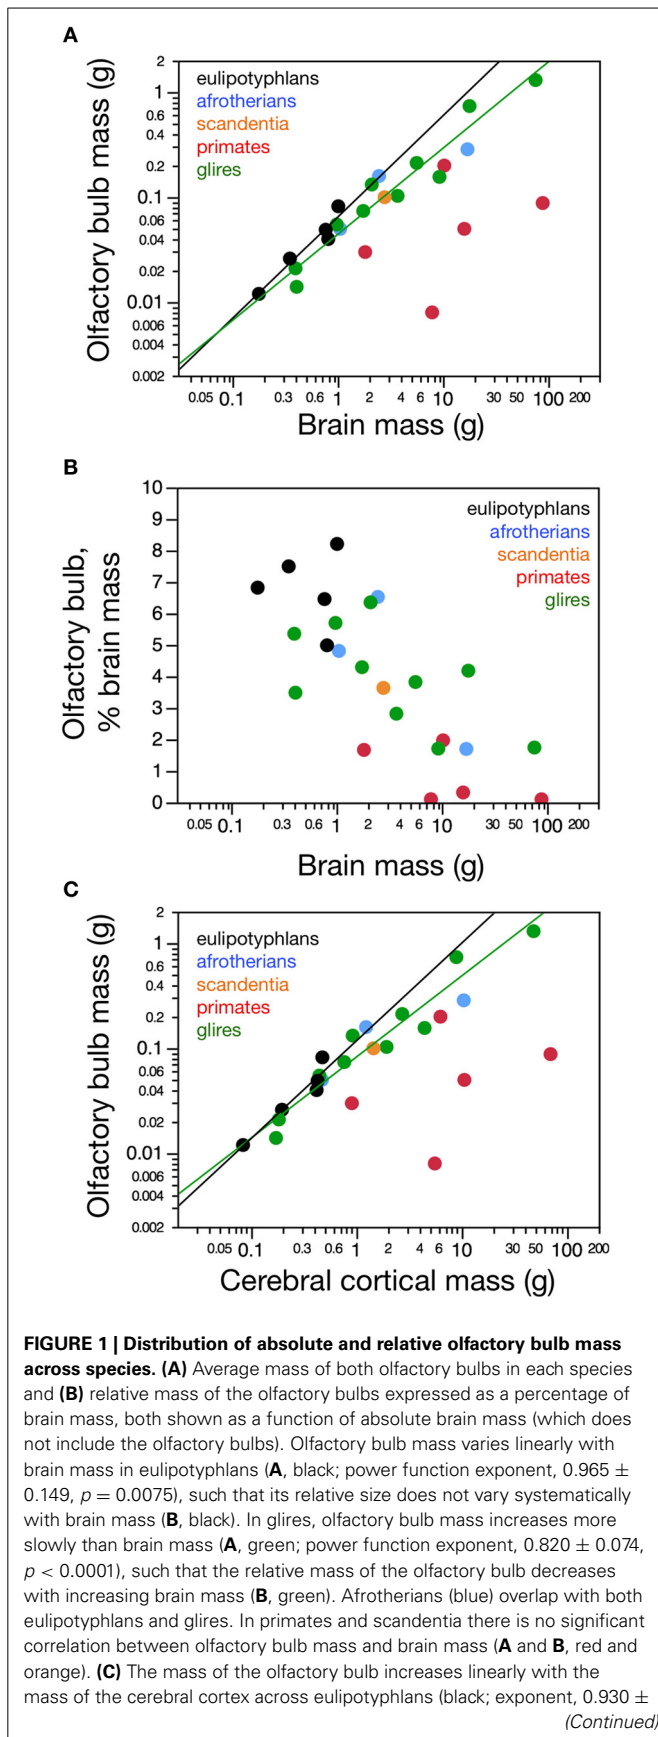 A
Olfactory bulb mass (g)
2
1
0.6
0.4
0.2
0.1
0.06
0.04
0.02
0.01
0.006
0.004
0.002
eulipotyphlans
afrotherians
scandentia
primates
glires
0.05 0.1 0.3 0.6 1 2 4 6 10 30 50 100 200
Brain mass (g)
B
Olfactory bulb,
% brain mass
10
9
8
7
6
5
4
3
2
1
0
eulipotyphlans
afrotherians
scandentia
primates
glires
0.05 0.1 0.3 0.6 1 2 4 6 10 30 50 100 200
Brain mass (g)
C
Olfactory bulb mass (g)
2
1
0.6
0.4
0.2
0.1
0.06
0.04
0.02
0.01
0.006
0.004
0.002
eulipotyphlans
afrotherians
scandentia
primates
glires
0.05 0.1 0.3 0.6 1 2 4 6 10 30 50 100 200
Cerebral cortical mass (g)
FIGURE 1 | Distribution of absolute and relative olfactory bulb mass
across species. (A) Average mass of both olfactory bulbs in each species
and (B) relative mass of the olfactory bulbs expressed as a percentage of
brain mass, both shown as a function of absolute brain mass (which does
not include the olfactory bulbs). Olfactory bulb mass varies linearly with
brain mass in eulipotyphlans (A, black; power function exponent, 0.965 ±
0.149, p = 0.0075), such that its relative size does not vary systematically
with brain mass (B, black). In glires, olfactory bulb mass increases more
slowly than brain mass (A, green; power function exponent, 0.820 ± 0.074,
p < 0.0001), such that the relative mass of the olfactory bulb decreases
with increasing brain mass (B, green). Afrotherians (blue) overlap with both
eulipotyphlans and glires. In primates and scandentia there is no significant
correlation between olfactory bulb mass and brain mass (A and B, red and
orange). (C) The mass of the olfactory bulb increases linearly with the
mass of the cerebral cortex across eulipotyphlans (black; exponent, 0.930 ±
(Continued)